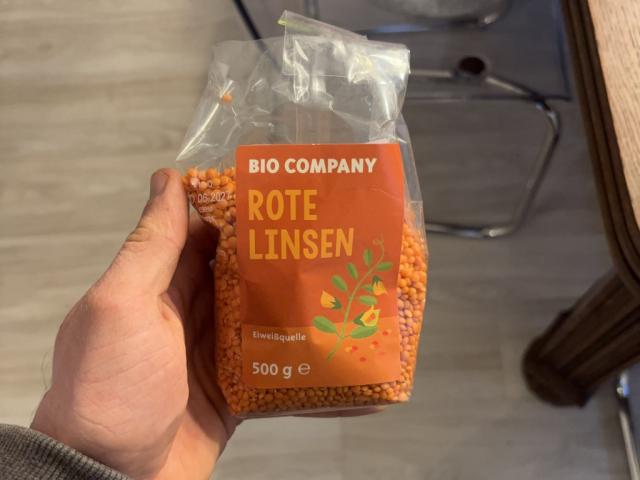 BIO COMPANY
ROTE
LINSEN
Eiweißquelle
500 g ℮